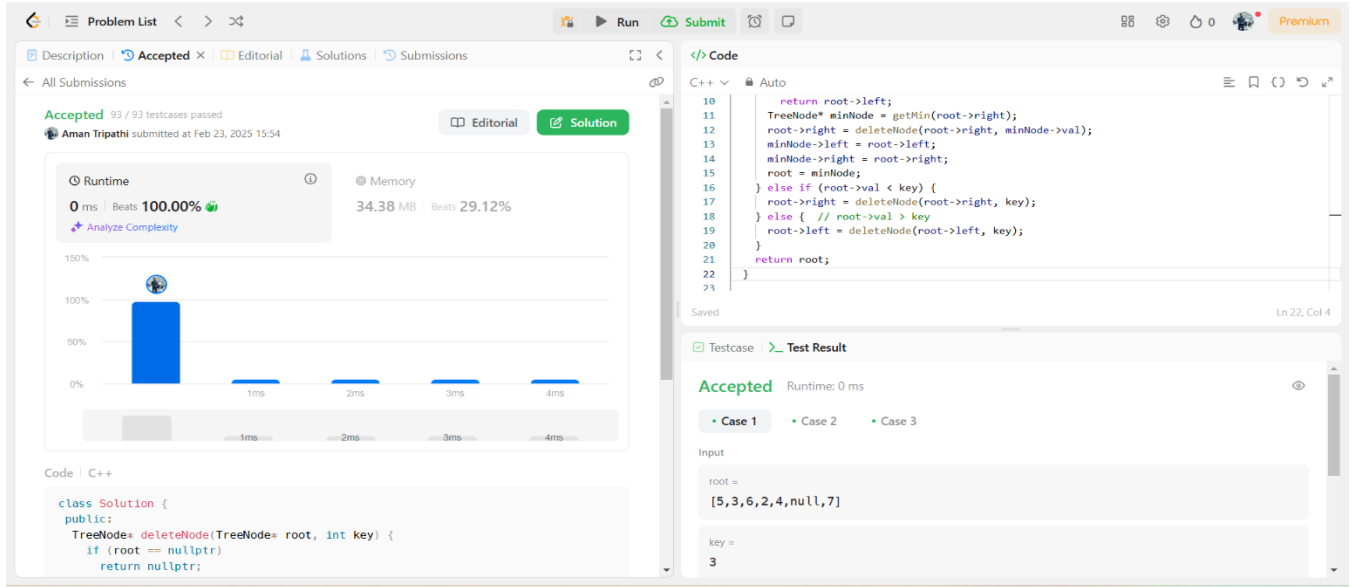 Problem List
Run
Submit
0
Premium
Description
Accepted
Editorial
Solutions
Submissions
All Submissions
Accepted 93 / 93 testcases passed
Aman Tripathi submitted at Feb 23, 2025 15:54
Editorial
Solution
Runtime
0 ms Beats 100.00%
Analyze Complexity
Memory
34.38 MB Beats 29.12%
150%
100%
50%
0%
1ms 2ms 3ms 4ms
1ms 2ms 3ms 4ms
Code C++
class Solution {
public:
TreeNode* deleteNode(TreeNode* root, int key) {
if (root == nullptr)
return nullptr;
</> Code
C++ Auto
10 return root->left;
11 TreeNode* minNode = getMin(root->right);
12 root->right = deleteNode(root->right, minNode->val);
13 minNode->left = root->left;
14 minNode->right = root->right;
15 root = minNode;
16 } else if (root->val < key) {
17 root->right = deleteNode(root->right, key);
18 } else { // root->val > key
19 root->left = deleteNode(root->left, key);
20 }
21 return root;
22 }
23
Saved
Ln 22, Col 4
Testcase
>_ Test Result
Accepted Runtime: 0 ms
• Case 1 • Case 2 • Case 3
Input
root =
[5,3,6,2,4,null,7]
key =
3